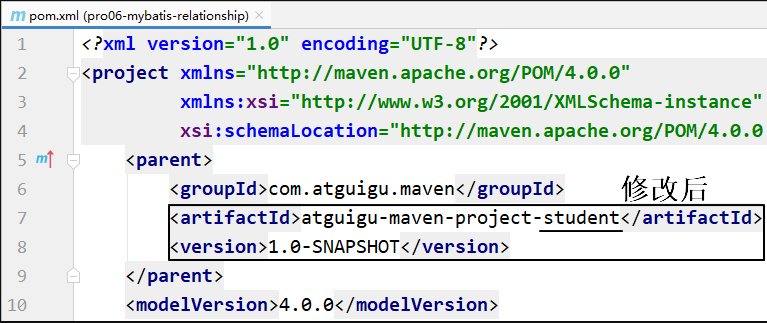 m pom.xml (pro06-mybatis-relationship) ×
1 <?xml version="1.0" encoding="UTF-8"?>
2 <project xmlns="http://maven.apache.org/POM/4.0.0"
3 xmlns:xsi="http://www.w3.org/2001/XMLSchema-instance"
4 xsi:schemaLocation="http://maven.apache.org/POM/4.0.0
5 m <parent>
6 <groupId>com.atguigu.maven</groupId>
修改后
7 <artifactId>atguigu-maven-project-student</artifactId>
8 <version>1.0-SNAPSHOT</version>
9 </parent>
10 <modelVersion>4.0.0</modelVersion>